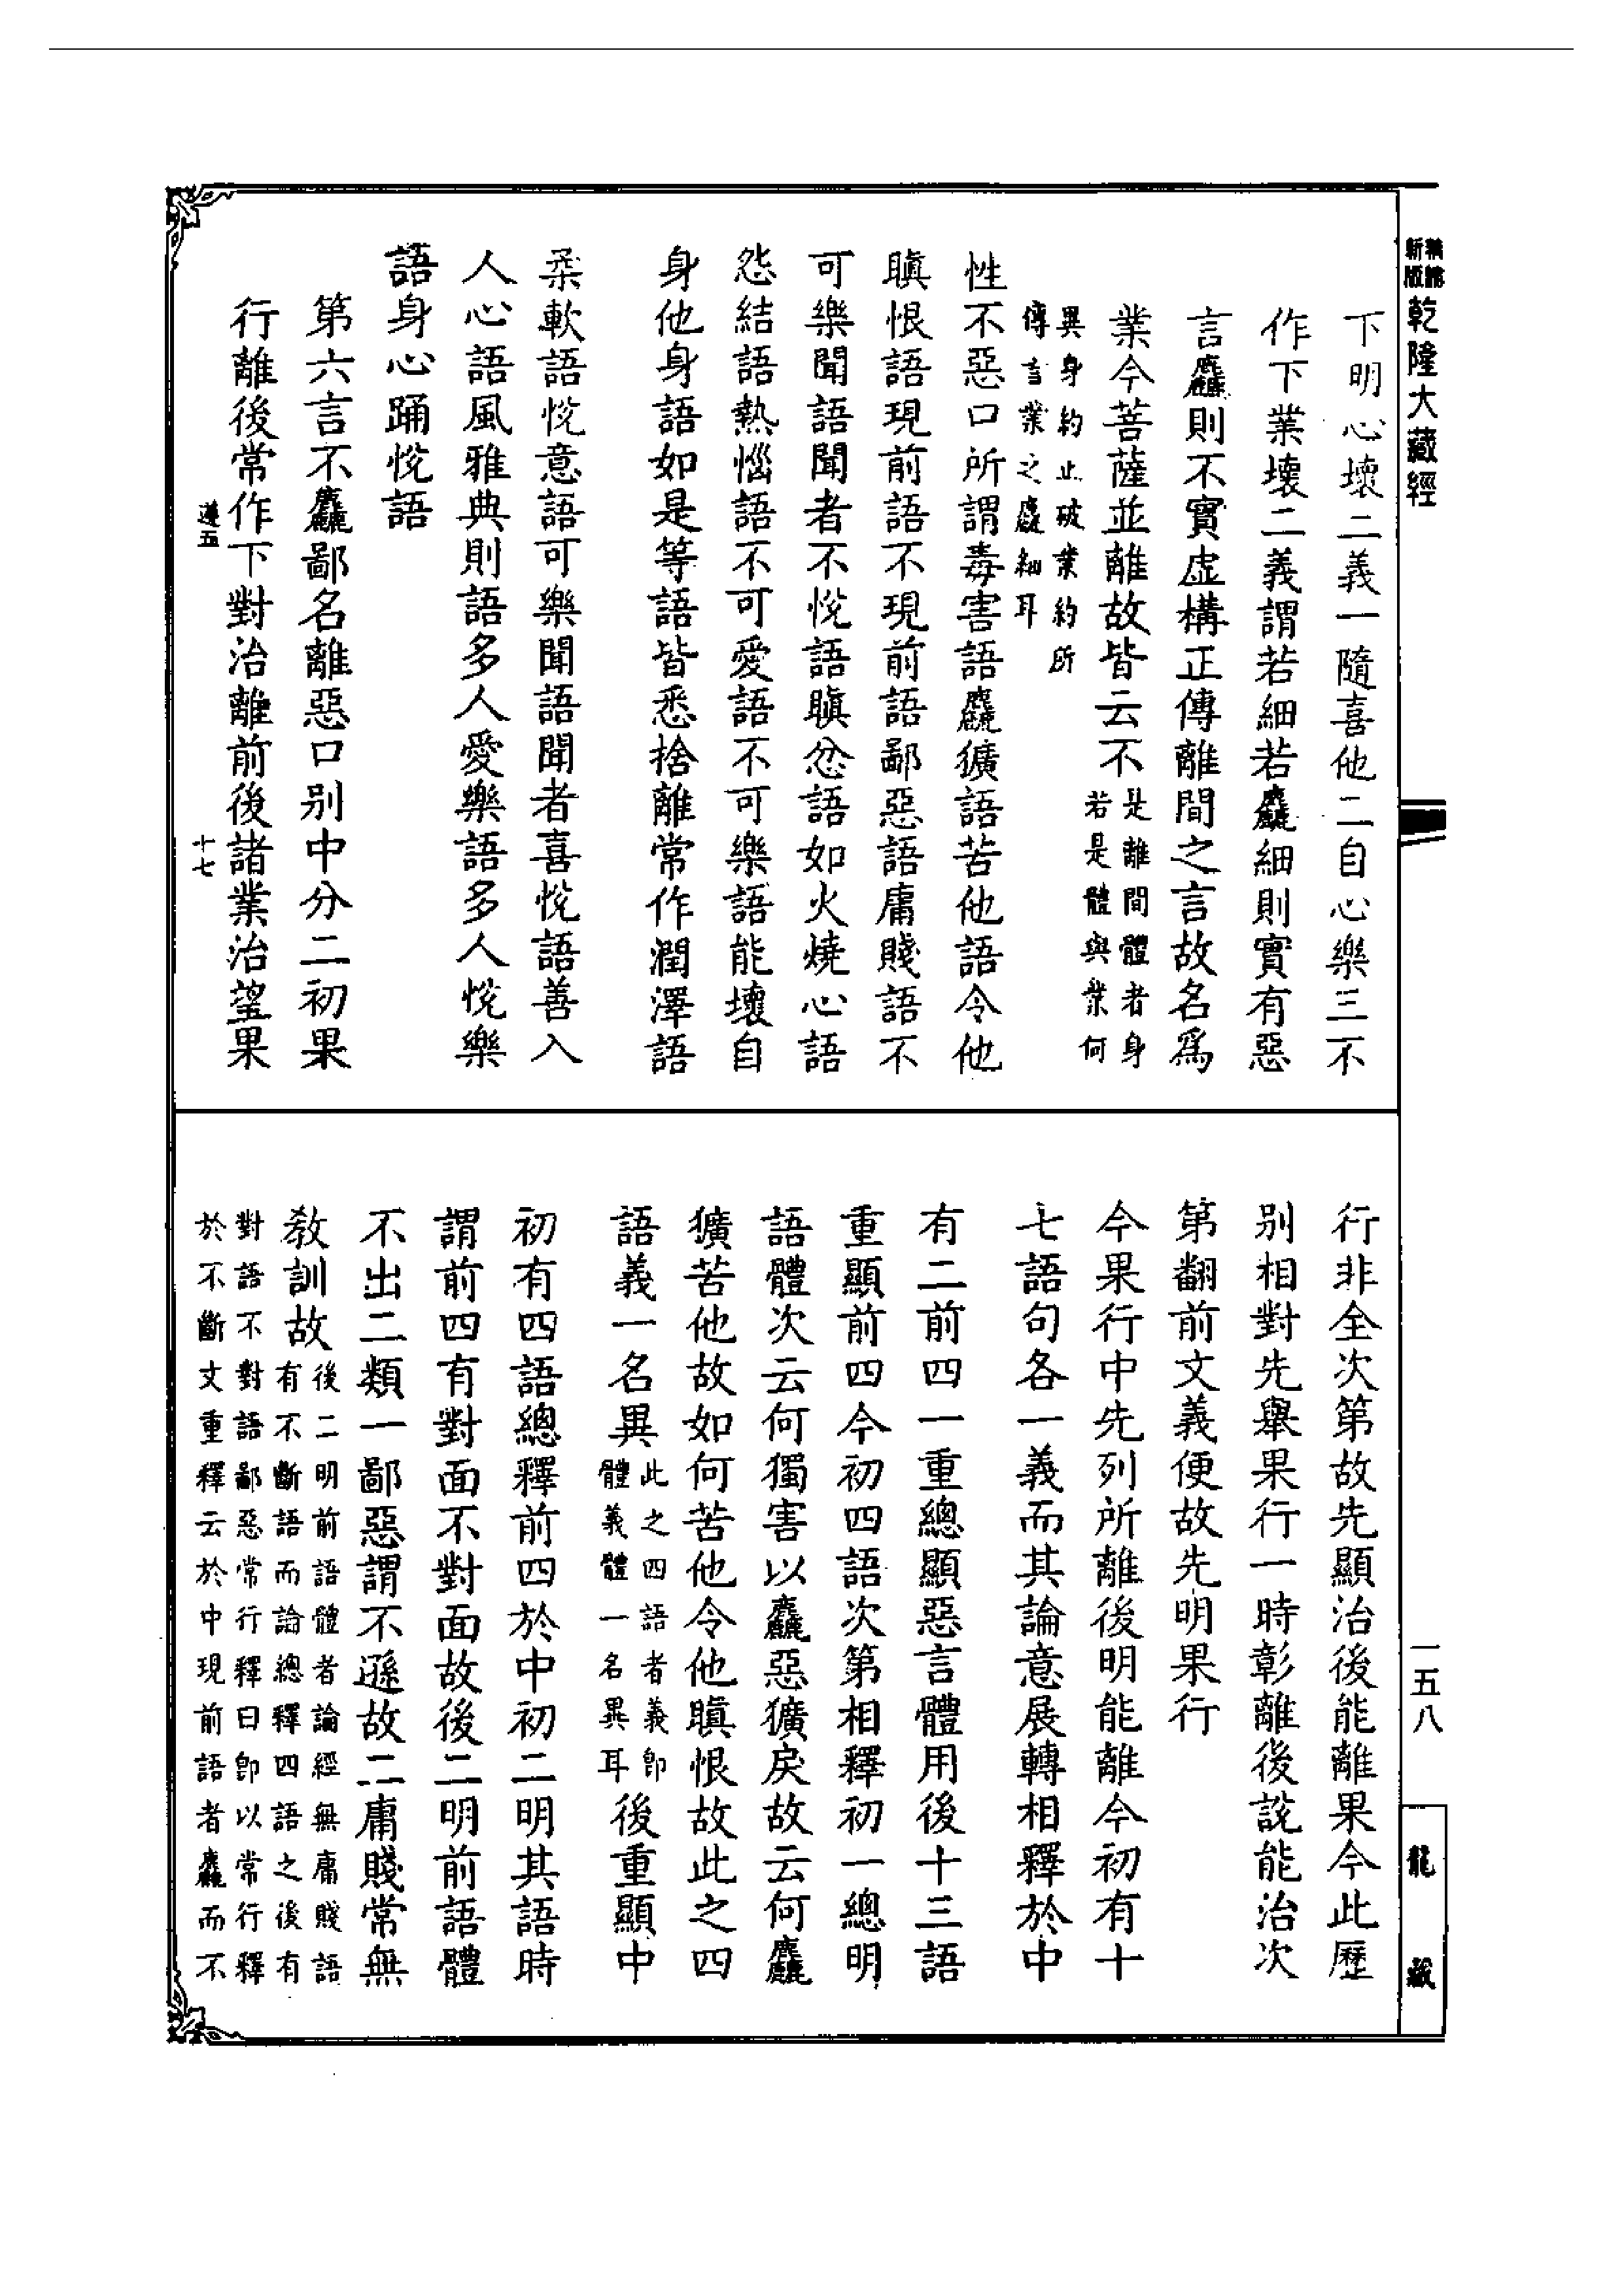 新版
精縮
乾隆大藏經
下明心壞二義一隨喜他二自心樂三不
作下業壞二義謂若細若麤細則實有惡
言麤則不實虛構正傳離間之言故名為
業今菩薩並離故皆云不
是離間體者身
若是體與業何
異身約止破業約所
傳言業之麤細耳
性不惡口所謂毒害語麤獷語苦他語令他
瞋恨語現前語不現前語鄙惡語庸賤語不
可樂聞語聞者不悅語瞋忿語如火燒心語
怨結語熱惱語不可愛語不可樂語能壞自
身他身語如是等語皆悉捨離常作潤澤語
柔軟語悅意語可樂聞語聞者喜悅語善入
人心語風雅典則語多人愛樂語多人悅樂
語身心踊悅語
第六言不麤鄙名離惡口別中分二初果
行離後常作下對治離前後諸業治望果
遵五
十七
行非全次第故先顯治後能離果今此歷
別相對先舉果行一時彰離後說能治次
第翻前文義便故先明果行
今果行中先列所離後明能離今初有十
七語句各一義而其論意展轉相釋於中
有二前四一重總顯惡言體用後十三語
重顯前四今初四語次第相釋初一總明
語體次云何獨害以麤惡獷戾故云何麤
獷苦他故如何苦他令他瞋恨故此之四
語義一名異
此之四語者義即
體義體一名異耳
後重顯中
初有四語總釋前四於中初二明其語時
謂前四有對面不對面故後二明前語體
不出二類一鄙惡謂不遜故二庸賤常無
教訓故
後二明前語體者論經無庸賤語
有不斷語而論總釋四語之後有
對語不對語鄙惡常行釋曰即以常行釋
於不斷文重釋云於中現前語者麤而不
一五八
龍
藏